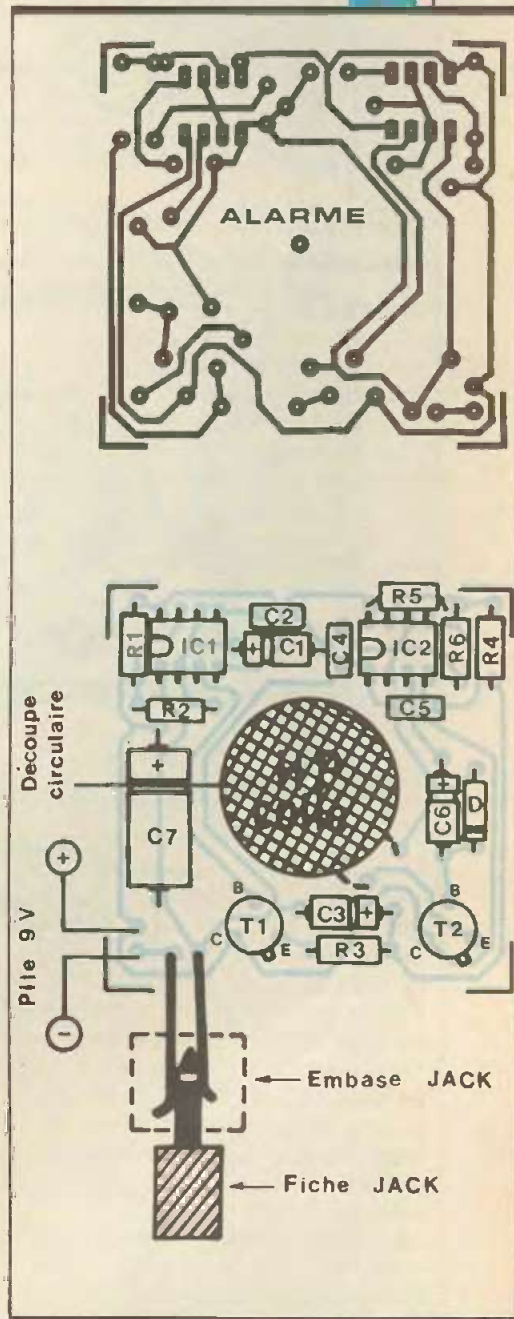 ALARME
R5
C2
R1
IC1
+
C1
C4
IC2
R6
R4
R2
C5
Découpe circulaire
+
C7
+
C6
D
+
Pile 9V
-
B
C
T1
E
C3
+
R3
B
C
T2
E
Embase JACK
Fiche JACK